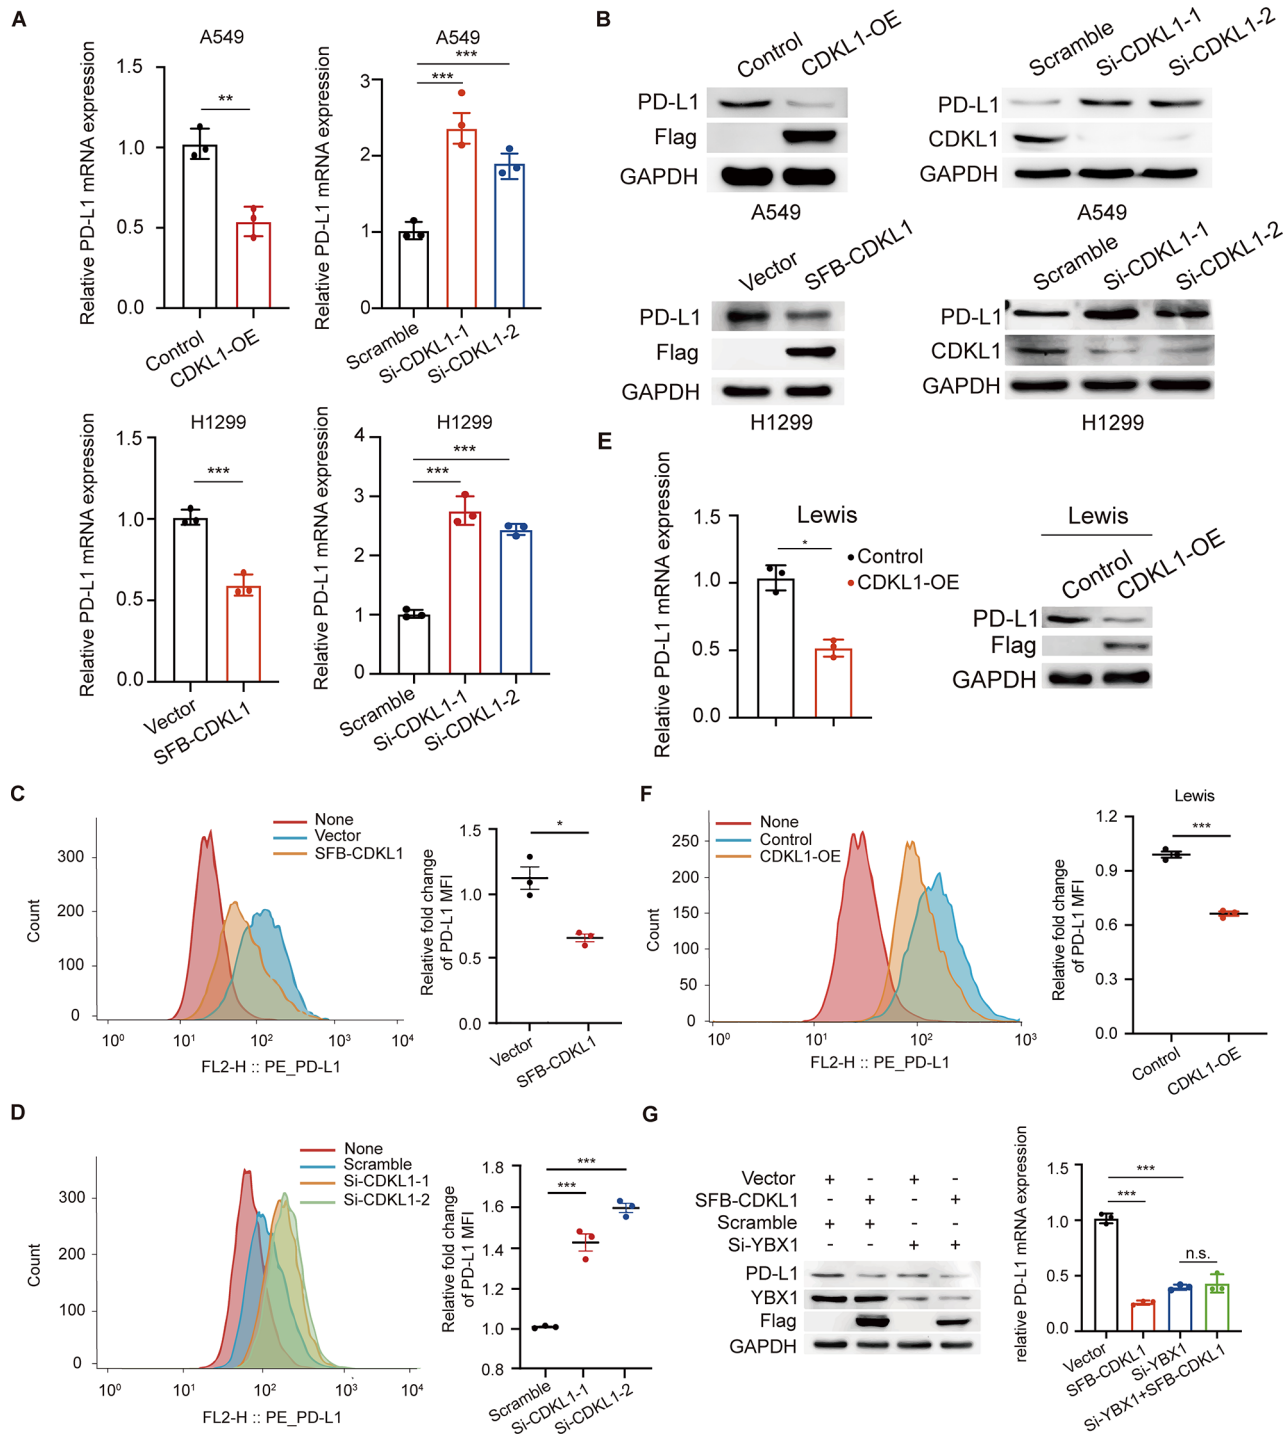 A
A549
Relative PD-L1 mRNA expression
1.5
1.0
0.5
0.0
**
Control
CDKL1-OE
A549
Relative PD-L1 mRNA expression
3
2
1
0
***
***
Scramble
Si-CDKL1-1
Si-CDKL1-2
H1299
Relative PD-L1 mRNA expression
1.5
1.0
0.5
0.0
***
Vector
SFB-CDKL1
H1299
Relative PD-L1 mRNA expression
4
3
2
1
0
***
***
Scramble
Si-CDKL1-1
Si-CDKL1-2
B
Control
CDKL1-OE
PD-L1
Flag
GAPDH
A549
Scramble
Si-CDKL1-1
Si-CDKL1-2
PD-L1
CDKL1
GAPDH
A549
Vector
SFB-CDKL1
PD-L1
Flag
GAPDH
H1299
Scramble
Si-CDKL1-1
Si-CDKL1-2
PD-L1
CDKL1
GAPDH
H1299
E
Relative PD-L1 mRNA expression
1.5
1.0
0.5
0.0
Lewis
*
Control
CDKL1-OE
Lewis
Control
CDKL1-OE
PD-L1
Flag
GAPDH
C
None
Vector
SFB-CDKL1
Count
300
200
100
0
10⁰ 10¹ 10² 10³ 10⁴
FL2-H :: PE_PD-L1
Relative fold change
of PD-L1 MFI
1.5
1.0
0.5
0.0
*
Vector
SFB-CDKL1
F
None
Control
CDKL1-OE
Count
250
200
150
100
50
0
10⁰ 10¹ 10² 10³
FL2-H :: PE_PD-L1
Lewis
Relative fold change
of PD-L1 MFI
1.2
0.9
0.6
0.3
0.0
***
Control
CDKL1-OE
D
None
Scramble
Si-CDKL1-1
Si-CDKL1-2
Count
300
200
100
0
10⁰ 10¹ 10² 10³ 10⁴
FL2-H :: PE_PD-L1
Relative fold change
of PD-L1 MFI
1.8
1.6
1.4
1.2
1.0
0.8
***
***
Scramble
Si-CDKL1-1
Si-CDKL1-2
G
Vector + - + -
SFB-CDKL1 - + - +
Scramble + + - -
Si-YBX1 - - + +
PD-L1
YBX1
Flag
GAPDH
relative PD-L1 mRNA expression
1.5
1.0
0.5
0.0
***
***
n.s.
Vector
SFB-CDKL1
Si-YBX1
Si-YBX1+SFB-CDKL1